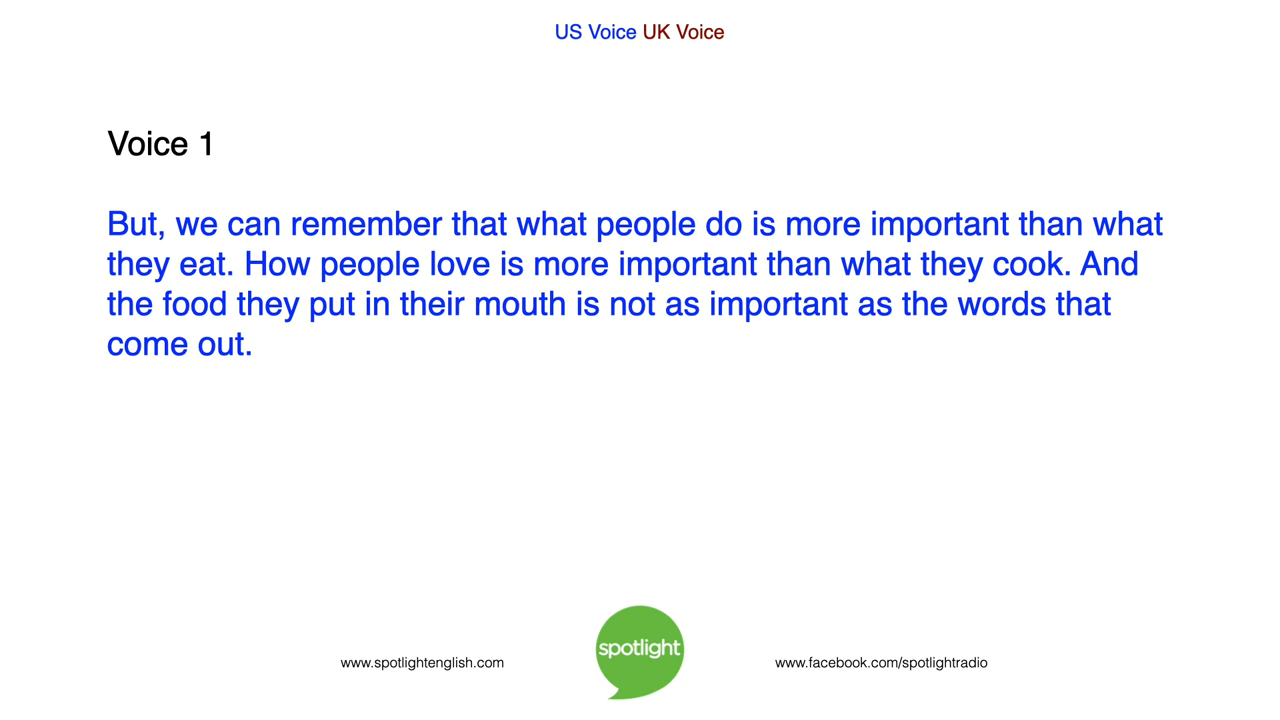 US Voice UK Voice
Voice 1
But, we can remember that what people do is more important than what
they eat. How people love is more important than what they cook. And
the food they put in their mouth is not as important as the words that
come out.
spotlight
www.spotlightenglish.com
www.facebook.com/spotlightradio